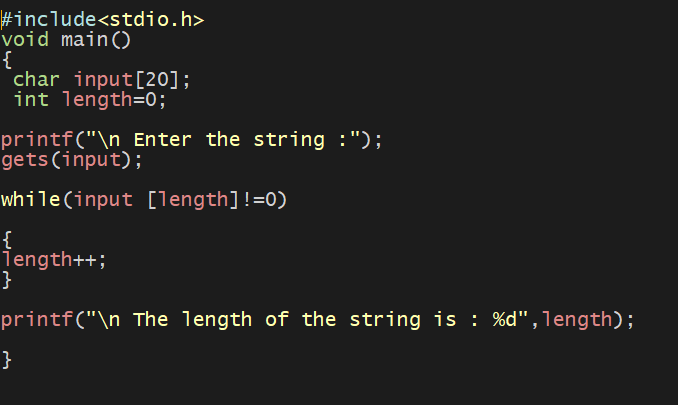 #include<stdio.h>
void main()
{
char input[20];
int length=0;
printf("\n Enter the string :");
gets(input);
while(input [length]!=0)
{
length++;
}
printf("\n The length of the string is : %d",length);
}